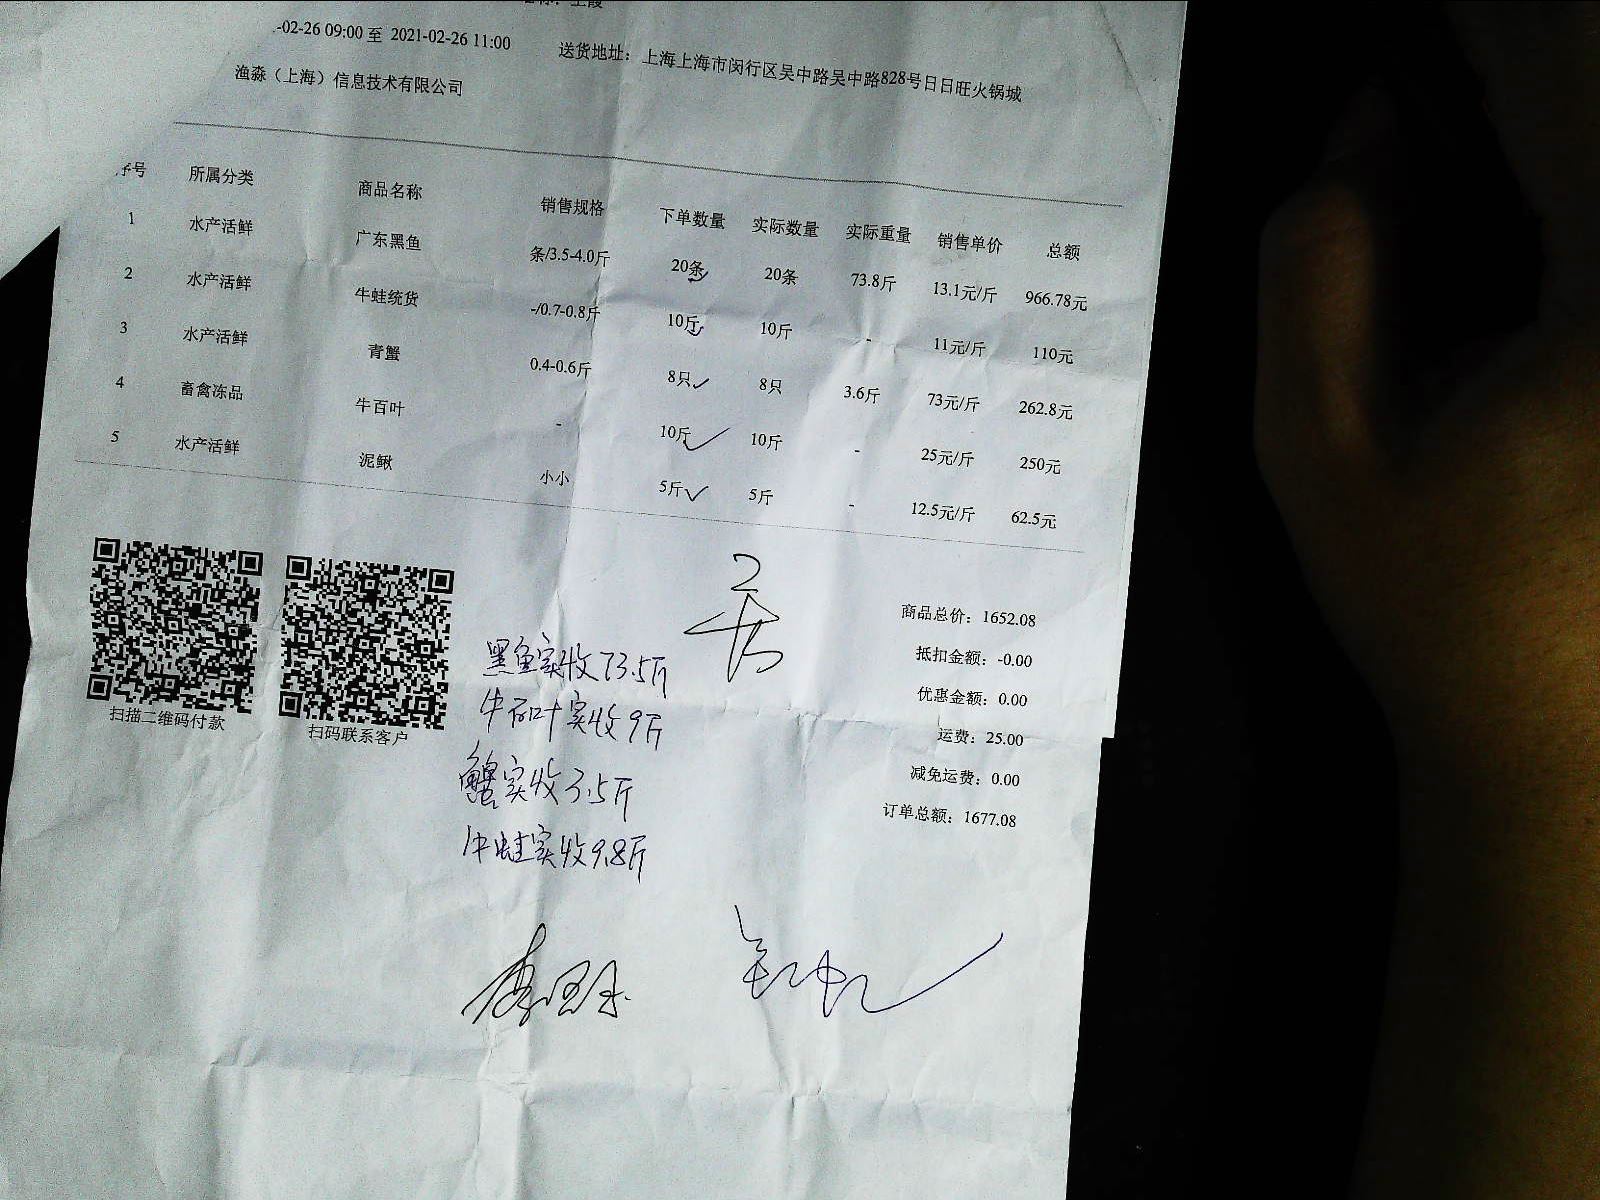 -02-26 09:00 至 2021-02-26 11:00
送货地址：上海上海市闵行区吴中路吴中路828号日日旺火锅城
渔淼（上海）信息技术有限公司
序号 所属分类 商品名称 销售规格 下单数量 实际数量 实际重量 销售单价 总额
1 水产活鲜 广东黑鱼 条/3.5-4.0斤 20条 20条 73.8斤 13.1元/斤 966.78元
2 水产活鲜 牛蛙统货 -/0.7-0.8斤 10斤 10斤 - 11元/斤 110元
3 水产活鲜 青蟹 0.4-0.6斤 8只 8只 3.6斤 73元/斤 262.8元
4 畜禽冻品 牛百叶 - 10斤 10斤 - 25元/斤 250元
5 水产活鲜 泥鳅 小小 5斤 5斤 - 12.5元/斤 62.5元
扫描二维码付款
扫码联系客户
黑鱼实收73.5斤
牛百叶实收9斤
蟹实收3.5斤
牛蛙实收9.8斤
商品总价：1652.08
抵扣金额：-0.00
优惠金额：0.00
运费：25.00
减免运费：0.00
订单总额：1677.08